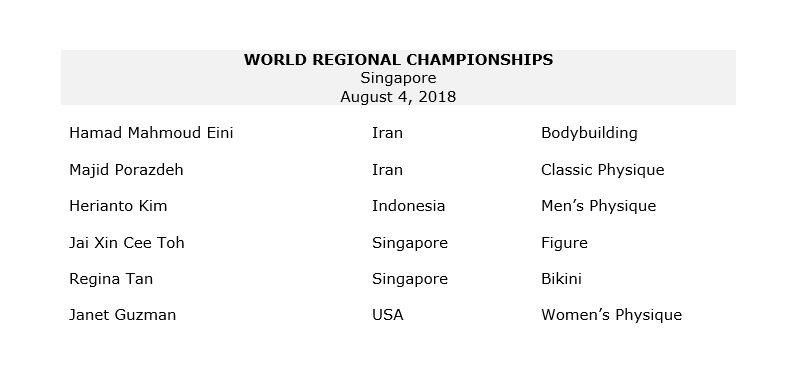 WORLD REGIONAL CHAMPIONSHIPS
Singapore
August 4, 2018
Hamad Mahmoud Eini Iran Bodybuilding
Majid Porazdeh Iran Classic Physique
Herianto Kim Indonesia Men’s Physique
Jai Xin Cee Toh Singapore Figure
Regina Tan Singapore Bikini
Janet Guzman USA Women’s Physique